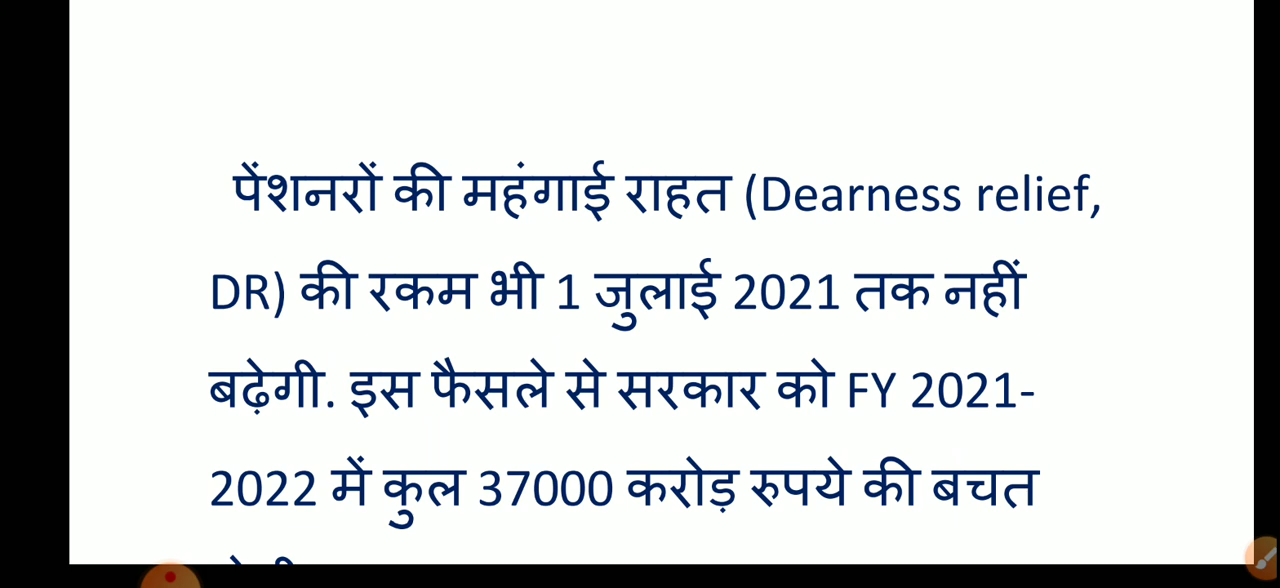 पेंशनरों की महंगाई राहत (Dearness relief,
DR) की रकम भी 1 जुलाई 2021 तक नहीं
बढ़ेगी. इस फैसले से सरकार को FY 2021-
2022 में कुल 37000 करोड़ रुपये की बचत